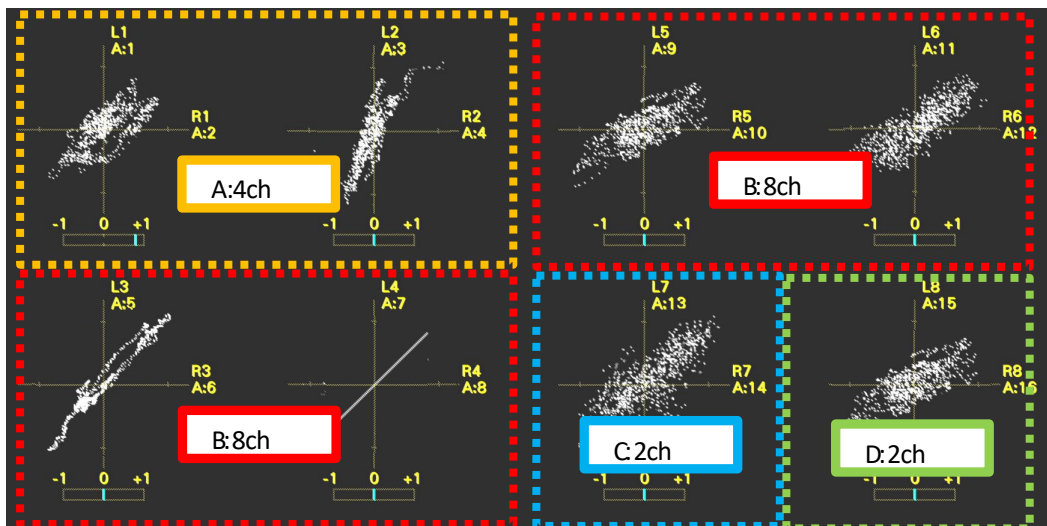 L1
A:1
R1
A:2
-1 0 +1
L2
A:3
R2
A:4
-1 0 +1
A:4ch
L5
A:9
R5
A:10
-1 0 +1
L6
A:11
R6
A:12
-1 0 +1
B:8ch
L3
A:5
R3
A:6
-1 0 +1
L4
A:7
R4
A:8
-1 0 +1
B:8ch
L7
A:13
R7
A:14
-1 0 +1
C:2ch
L8
A:15
R8
A:16
-1 0 +1
D:2ch